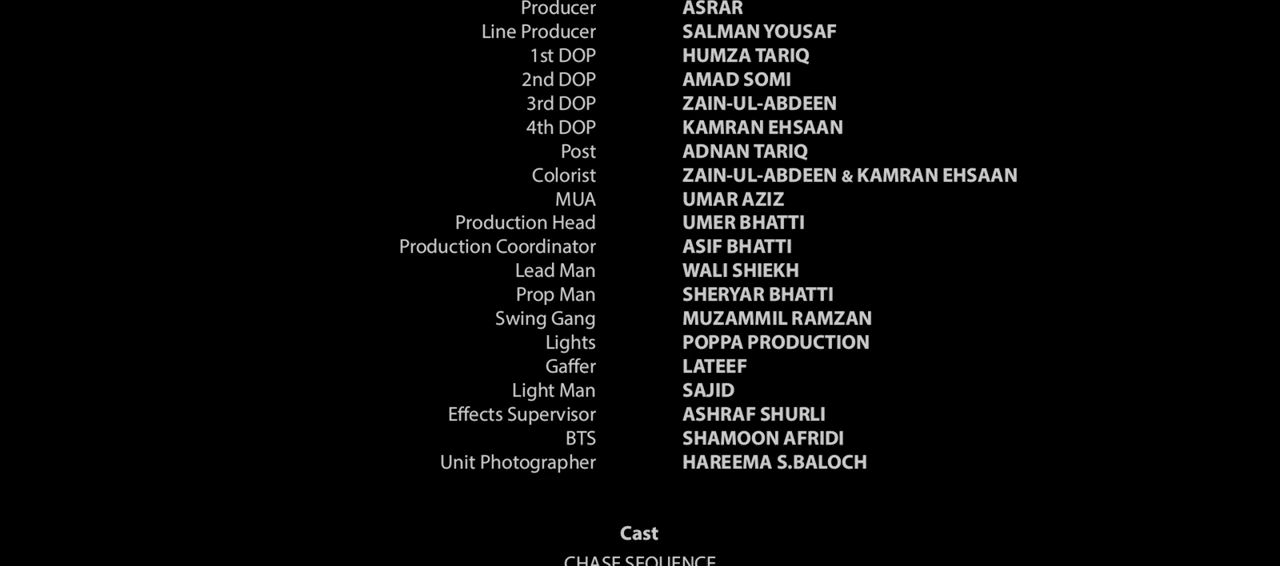 Producer ASRAR
Line Producer SALMAN YOUSAF
1st DOP HUMZA TARIQ
2nd DOP AMAD SOMI
3rd DOP ZAIN-UL-ABDEEN
4th DOP KAMRAN EHSAAN
Post ADNAN TARIQ
Colorist ZAIN-UL-ABDEEN & KAMRAN EHSAAN
MUA UMAR AZIZ
Production Head UMER BHATTI
Production Coordinator ASIF BHATTI
Lead Man WALI SHIEKH
Prop Man SHERYAR BHATTI
Swing Gang MUZAMMIL RAMZAN
Lights POPPA PRODUCTION
Gaffer LATEEF
Light Man SAJID
Effects Supervisor ASHRAF SHURLI
BTS SHAMOON AFRIDI
Unit Photographer HAREEMA S.BALOCH
Cast
CHASE SEQUENCE